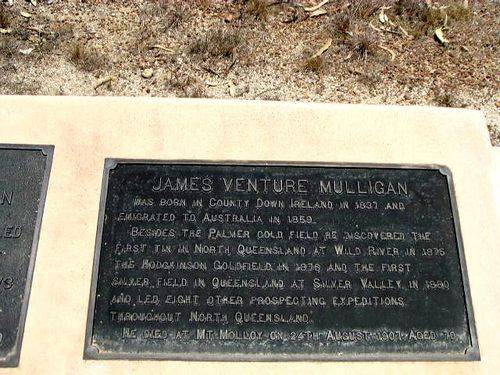 N
LED
73
JAMES VENTURE MULLIGAN
WAS BORN IN COUNTY DOWN IRELAND IN 1837 AND
EMIGRATED TO AUSTRALIA IN 1859.
BESIDES THE PALMER GOLD FIELD HE DISCOVERED THE
FIRST TIN IN NORTH QUEENSLAND AT WILD RIVER IN 1875
THE HODGKINSON GOLDFIELD IN 1876 AND THE FIRST
SILVER FIELD IN QUEENSLAND AT SILVER VALLEY IN 1880
AND LED EIGHT OTHER PROSPECTING EXPEDITIONS
THROUGHOUT NORTH QUEENSLAND.
HE DIED AT MT MOLLOY ON 24TH AUGUST 1907 AGED 70